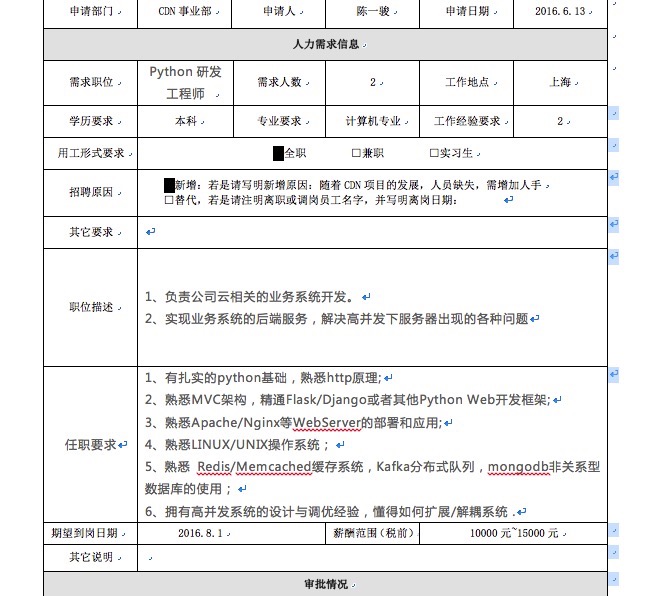 申请部门 CDN 事业部 申请人 陈一骏 申请日期 2016.6.13
人力需求信息
需求职位 Python 研发工程师 需求人数 2 工作地点 上海
学历要求 本科 专业要求 计算机专业 工作经验要求 2
用工形式要求 ■全职 □兼职 □实习生
招聘原因 ■新增：若是请写明新增原因：随着 CDN 项目的发展，人员缺失，需增加人手
□替代，若是请注明离职或调岗员工名字，并写明离岗日期：
其它要求
职位描述
1、负责公司云相关的业务系统开发。
2、实现业务系统的后端服务，解决高并发下服务器出现的各种问题
任职要求
1、有扎实的python基础，熟悉http原理;
2、熟悉MVC架构，精通Flask/Django或者其他Python Web开发框架;
3、熟悉Apache/Nginx等WebServer的部署和应用;
4、熟悉LINUX/UNIX操作系统；
5、熟悉 Redis/Memcached缓存系统，Kafka分布式队列，mongodb非关系型
数据库的使用；
6、拥有高并发系统的设计与调优经验，懂得如何扩展/解耦系统 .
期望到岗日期 2016.8.1 薪酬范围（税前） 10000 元~15000 元
其它说明
审批情况